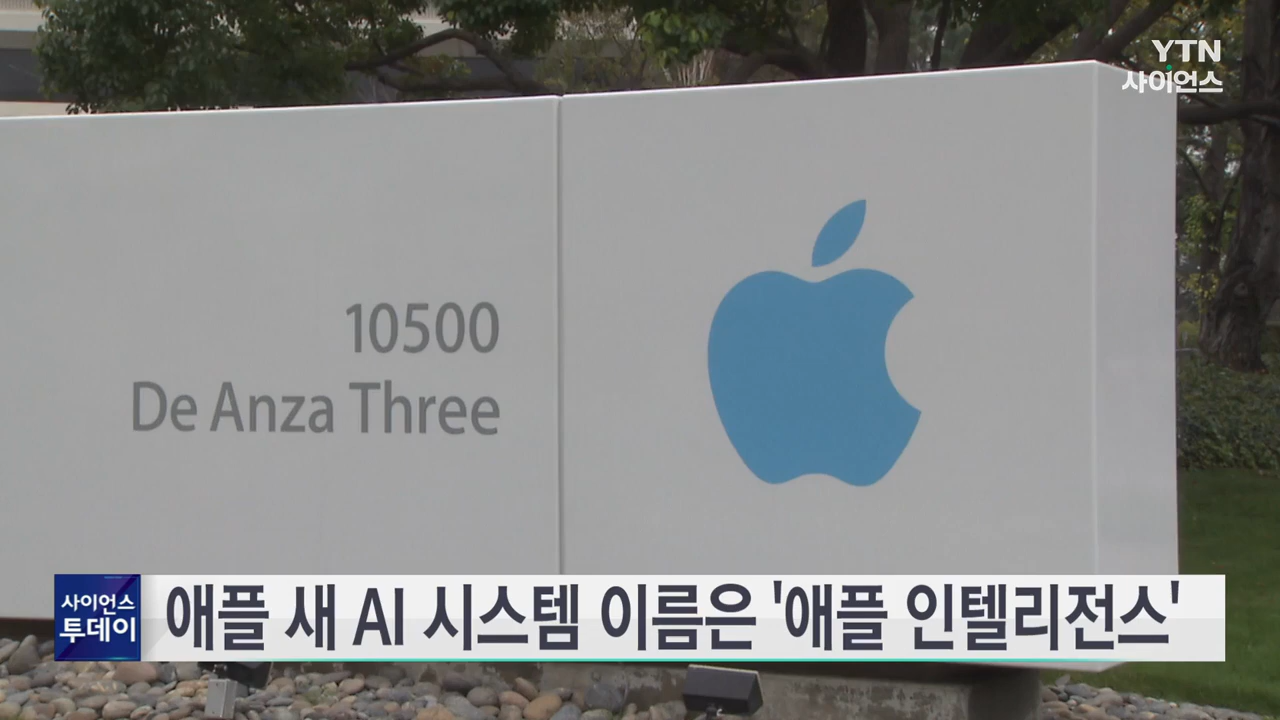 YTN
사이언스
10500
De Anza Three
사이언스
투데이
애플 새 AI 시스템 이름은 '애플 인텔리전스'